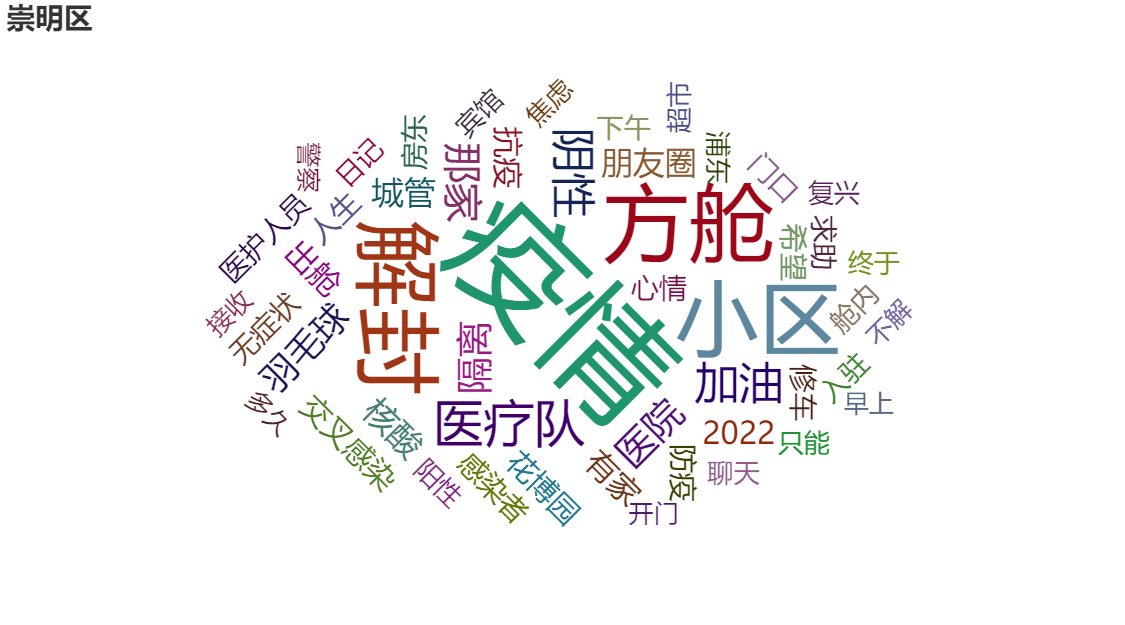 崇明区
焦虑
宾馆
超市
下午
房东
抗疫
阴性
浦东
警察
日记
那家
朋友圈
门口
城管
方舱
复兴
医护人员
人生
疫情
解封
求助
希望
出舱
心情
终于
接收
无症状
羽毛球
隔离
小区
舱内
不解
多久
加油
修车
入驻
早上
交叉感染
核酸
医疗队
医院
2022
只能
阳性
感染者
花博园
有家
防疫
聊天
开门